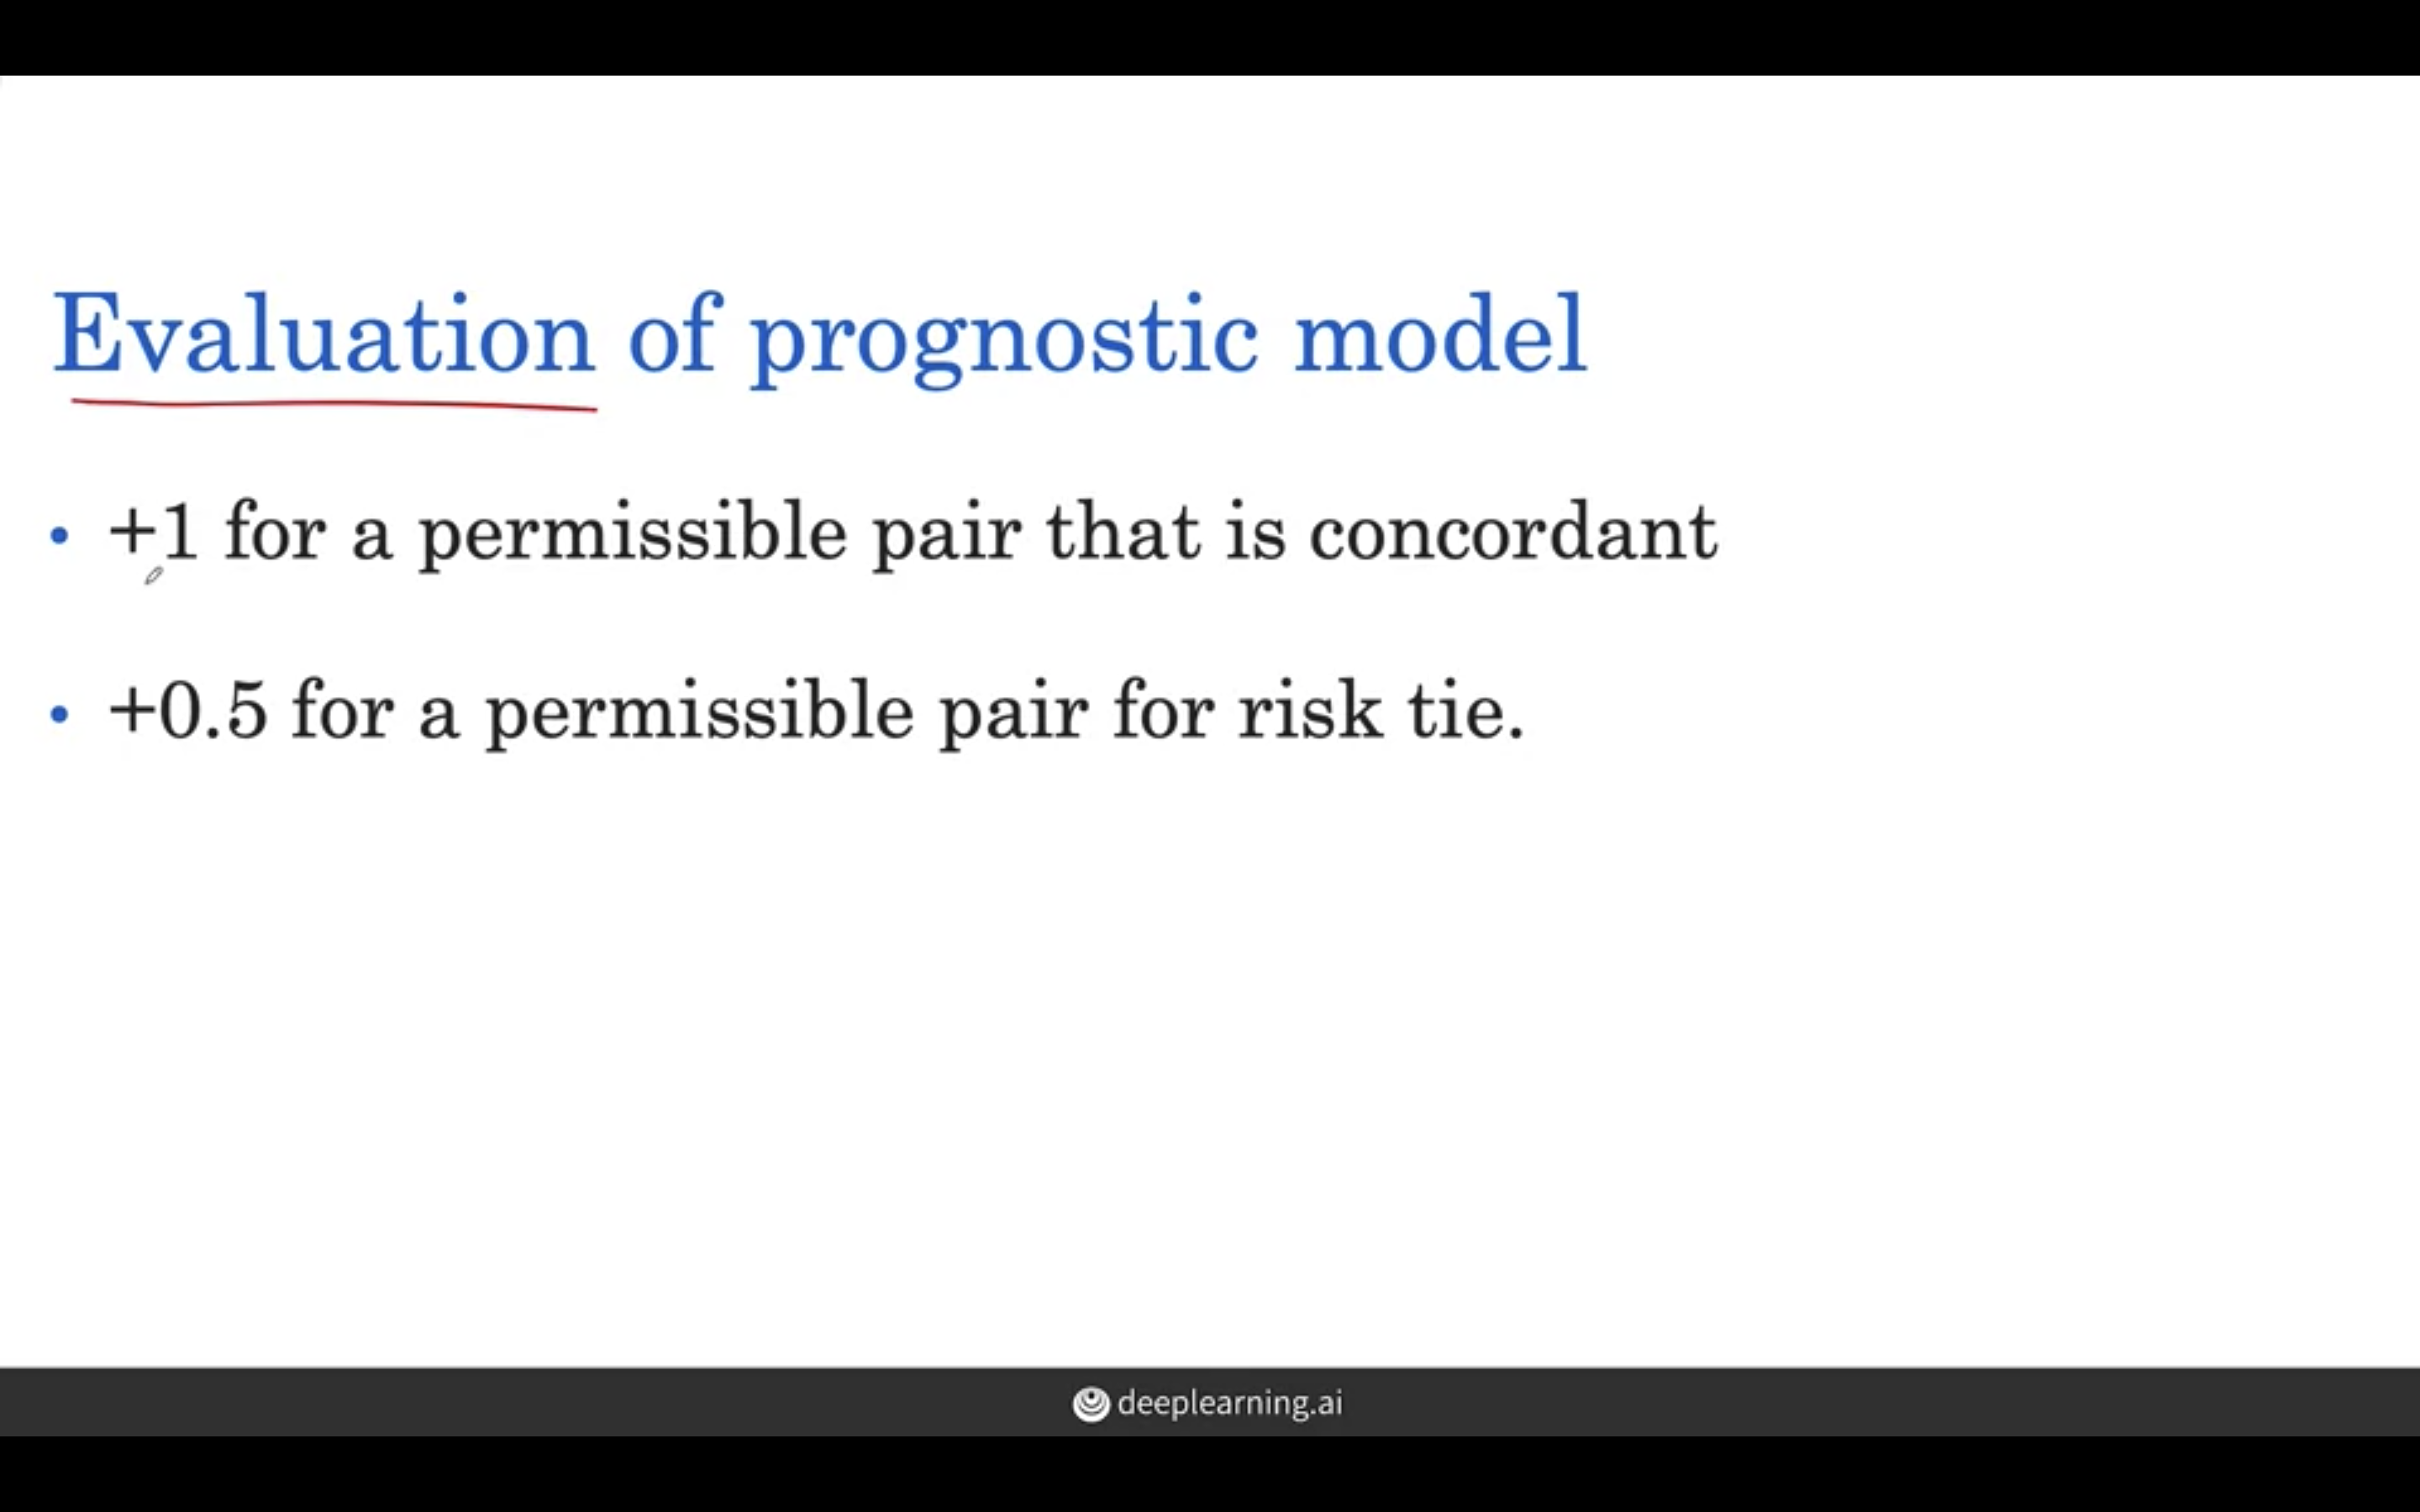 Evaluation of prognostic model
• +1 for a permissible pair that is concordant
• +0.5 for a permissible pair for risk tie.
deeplearning.ai